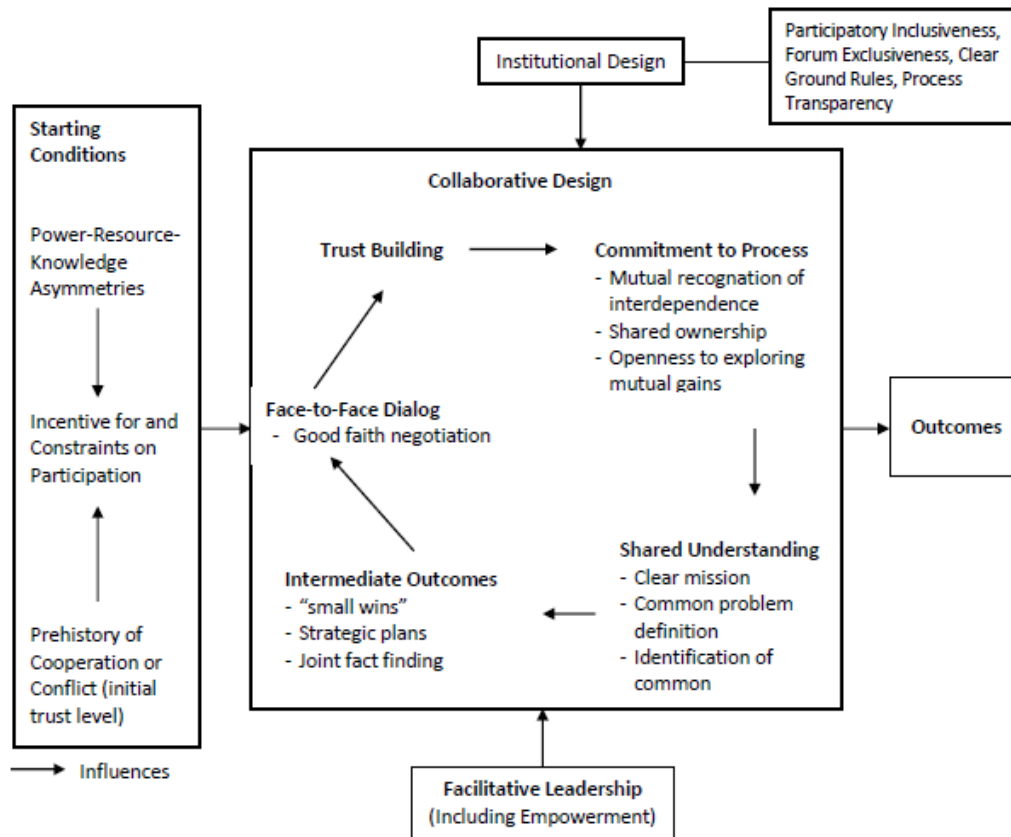 Participatory Inclusiveness,
Forum Exclusiveness, Clear
Ground Rules, Process
Transparency
Institutional Design
Starting
Conditions
Power-Resource-
Knowledge
Asymmetries
Incentive for and
Constraints on
Participation
Prehistory of
Cooperation or
Conflict (initial
trust level)
Influences
Collaborative Design
Trust Building
Commitment to Process
- Mutual recognation of
interdependence
- Shared ownership
- Openness to exploring
mutual gains
Face-to-Face Dialog
- Good faith negotiation
Shared Understanding
- Clear mission
- Common problem
definition
- Identification of
common
Intermediate Outcomes
- “small wins”
- Strategic plans
- Joint fact finding
Outcomes
Facilitative Leadership
(Including Empowerment)